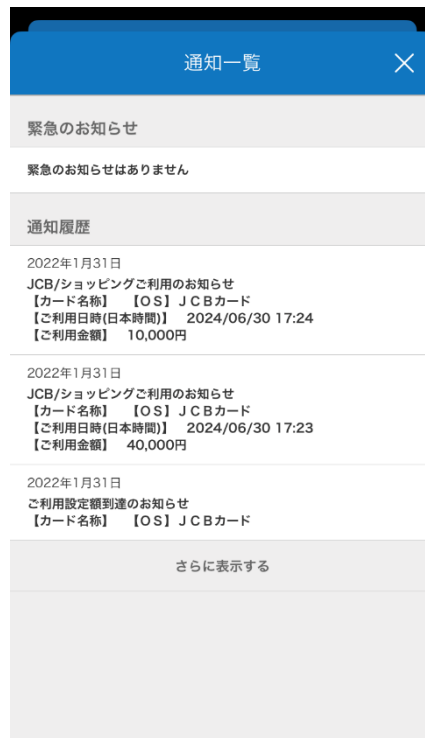 通知一覧
緊急のお知らせ
緊急のお知らせはありません
通知履歴
2022年1月31日
JCB/ショッピングご利用のお知らせ
【カード名称】 【OS】JCBカード
【ご利用日時(日本時間)】 2024/06/30 17:24
【ご利用金額】 10,000円
2022年1月31日
JCB/ショッピングご利用のお知らせ
【カード名称】 【OS】JCBカード
【ご利用日時(日本時間)】 2024/06/30 17:23
【ご利用金額】 40,000円
2022年1月31日
ご利用設定額到達のお知らせ
【カード名称】 【OS】JCBカード
さらに表示する